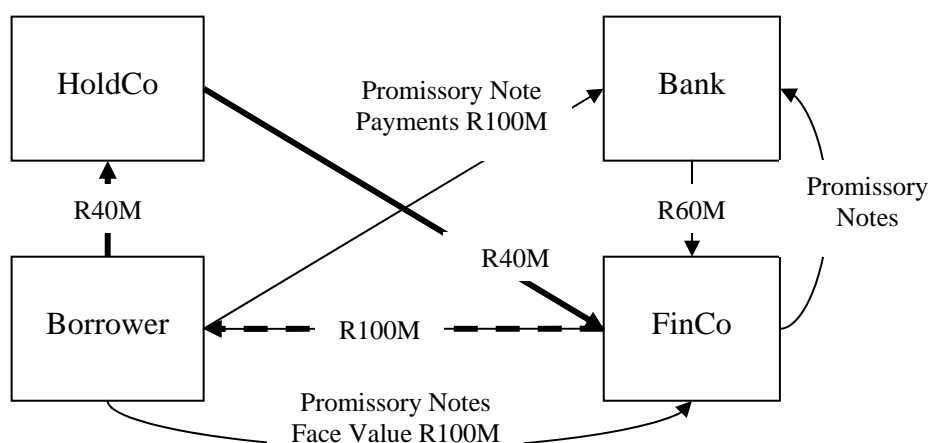 HoldCo
Promissory Note
Payments R100M
Bank
R40M
R60M
Promissory
Notes
R40M
Borrower
R100M
FinCo
Promissory Notes
Face Value R100M